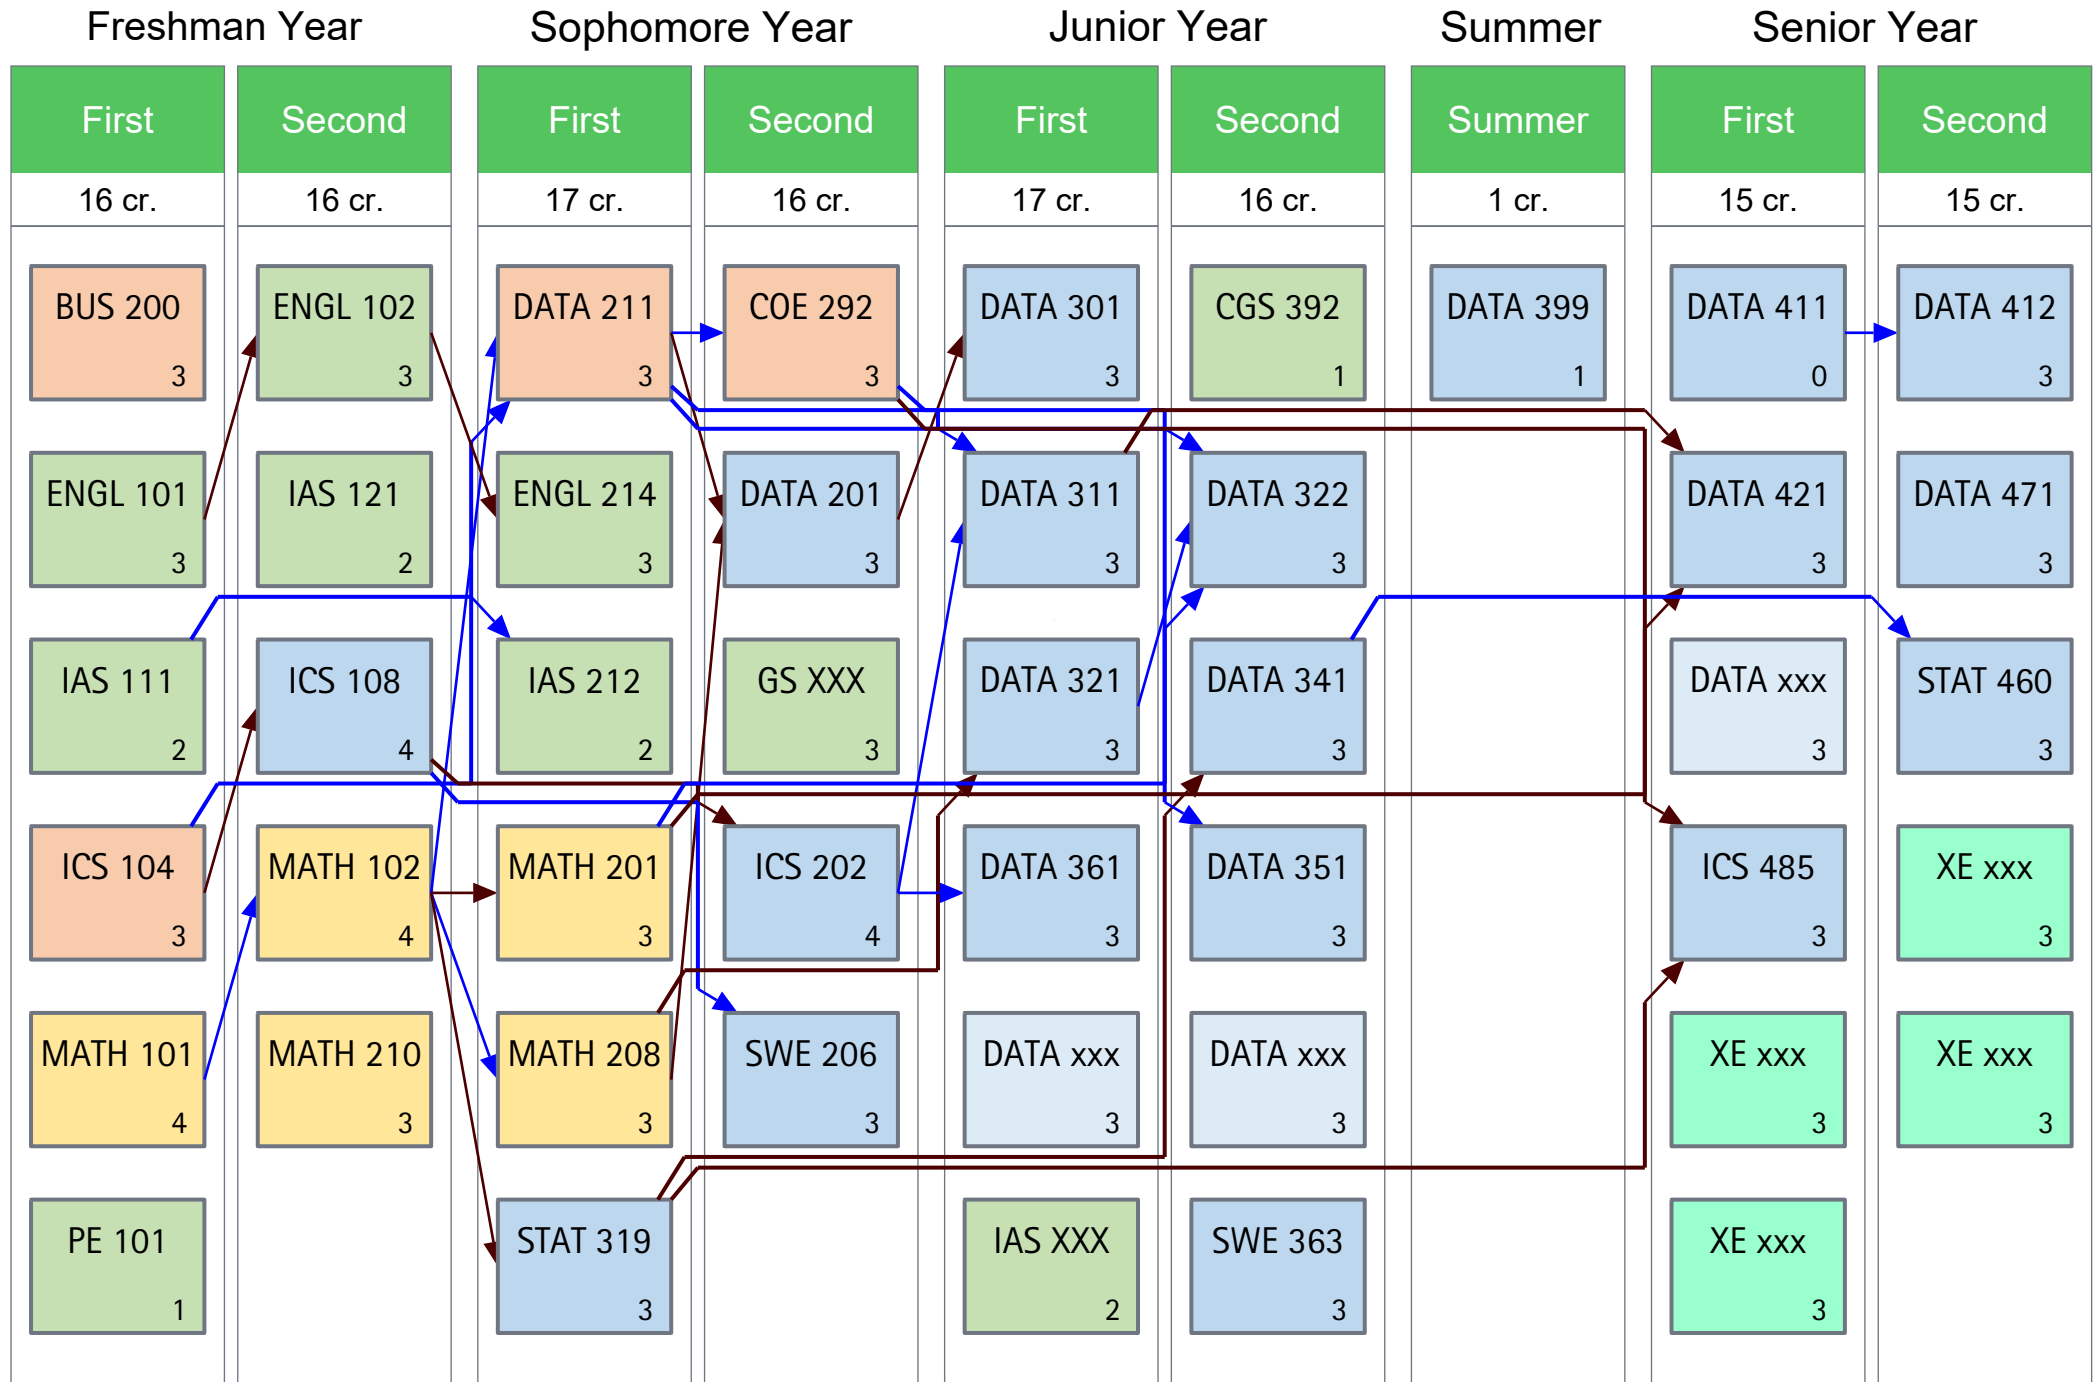 Freshman Year
Sophomore Year
Junior Year
Summer
Senior Year
First
Second
First
Second
First
Second
Summer
First
Second
16 cr.
16 cr.
17 cr.
16 cr.
17 cr.
16 cr.
1 cr.
15 cr.
15 cr.
BUS 200
3
ENGL 101
3
IAS 111
2
ICS 104
3
MATH 101
4
PE 101
1
ENGL 102
3
IAS 121
2
ICS 108
4
MATH 102
4
MATH 210
3
DATA 211
3
ENGL 214
3
IAS 212
2
MATH 201
3
MATH 208
3
STAT 319
3
COE 292
3
DATA 201
3
GS XXX
3
ICS 202
4
SWE 206
3
DATA 301
3
DATA 311
3
DATA 321
3
DATA 361
3
DATA xxx
3
IAS XXX
2
CGS 392
1
DATA 322
3
DATA 341
3
DATA 351
3
DATA xxx
3
SWE 363
3
DATA 399
1
DATA 411
0
DATA 421
3
DATA xxx
3
ICS 485
3
XE xxx
3
XE xxx
3
DATA 412
3
DATA 471
3
STAT 460
3
XE xxx
3
XE xxx
3